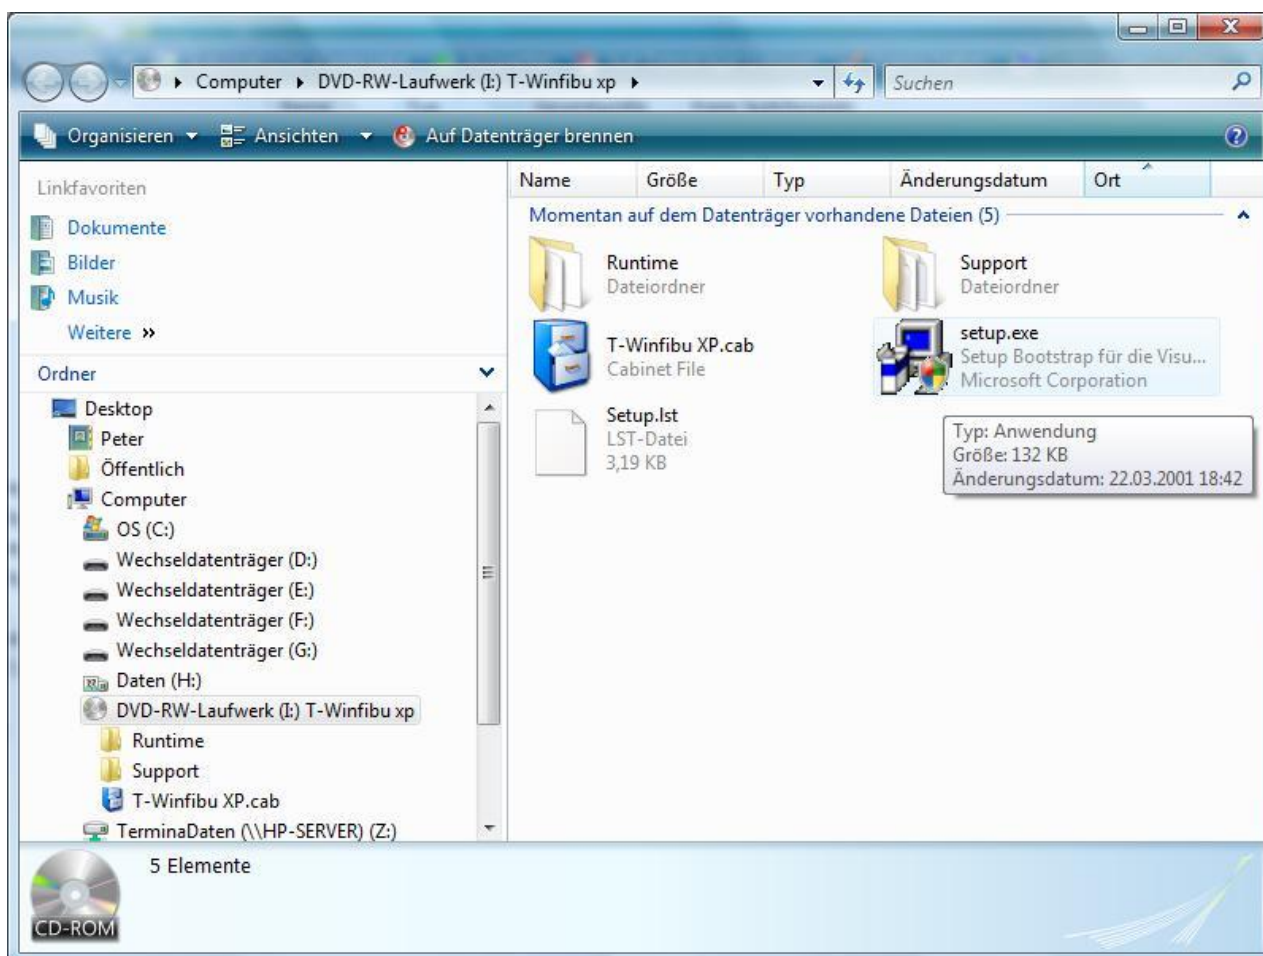 Computer DVD-RW-Laufwerk (I:) T-Winfibu xp
Suchen
Organisieren Ansichten Auf Datenträger brennen
Linkfavoriten
Dokumente
Bilder
Musik
Weitere »
Ordner
Desktop
Peter
Öffentlich
Computer
OS (C:)
Wechseldatenträger (D:)
Wechseldatenträger (E:)
Wechseldatenträger (F:)
Wechseldatenträger (G:)
Daten (H:)
DVD-RW-Laufwerk (I:) T-Winfibu xp
Runtime
Support
T-Winfibu XP.cab
TerminaDaten (\\HP-SERVER) (Z:)
Name Größe Typ Änderungsdatum Ort
Momentan auf dem Datenträger vorhandene Dateien (5)
Runtime
Dateiordner
Support
Dateiordner
T-Winfibu XP.cab
Cabinet File
setup.exe
Setup Bootstrap für die Visu...
Microsoft Corporation
Setup.lst
LST-Datei
3,19 KB
Typ: Anwendung
Größe: 132 KB
Änderungsdatum: 22.03.2001 18:42
5 Elemente
CD-ROM